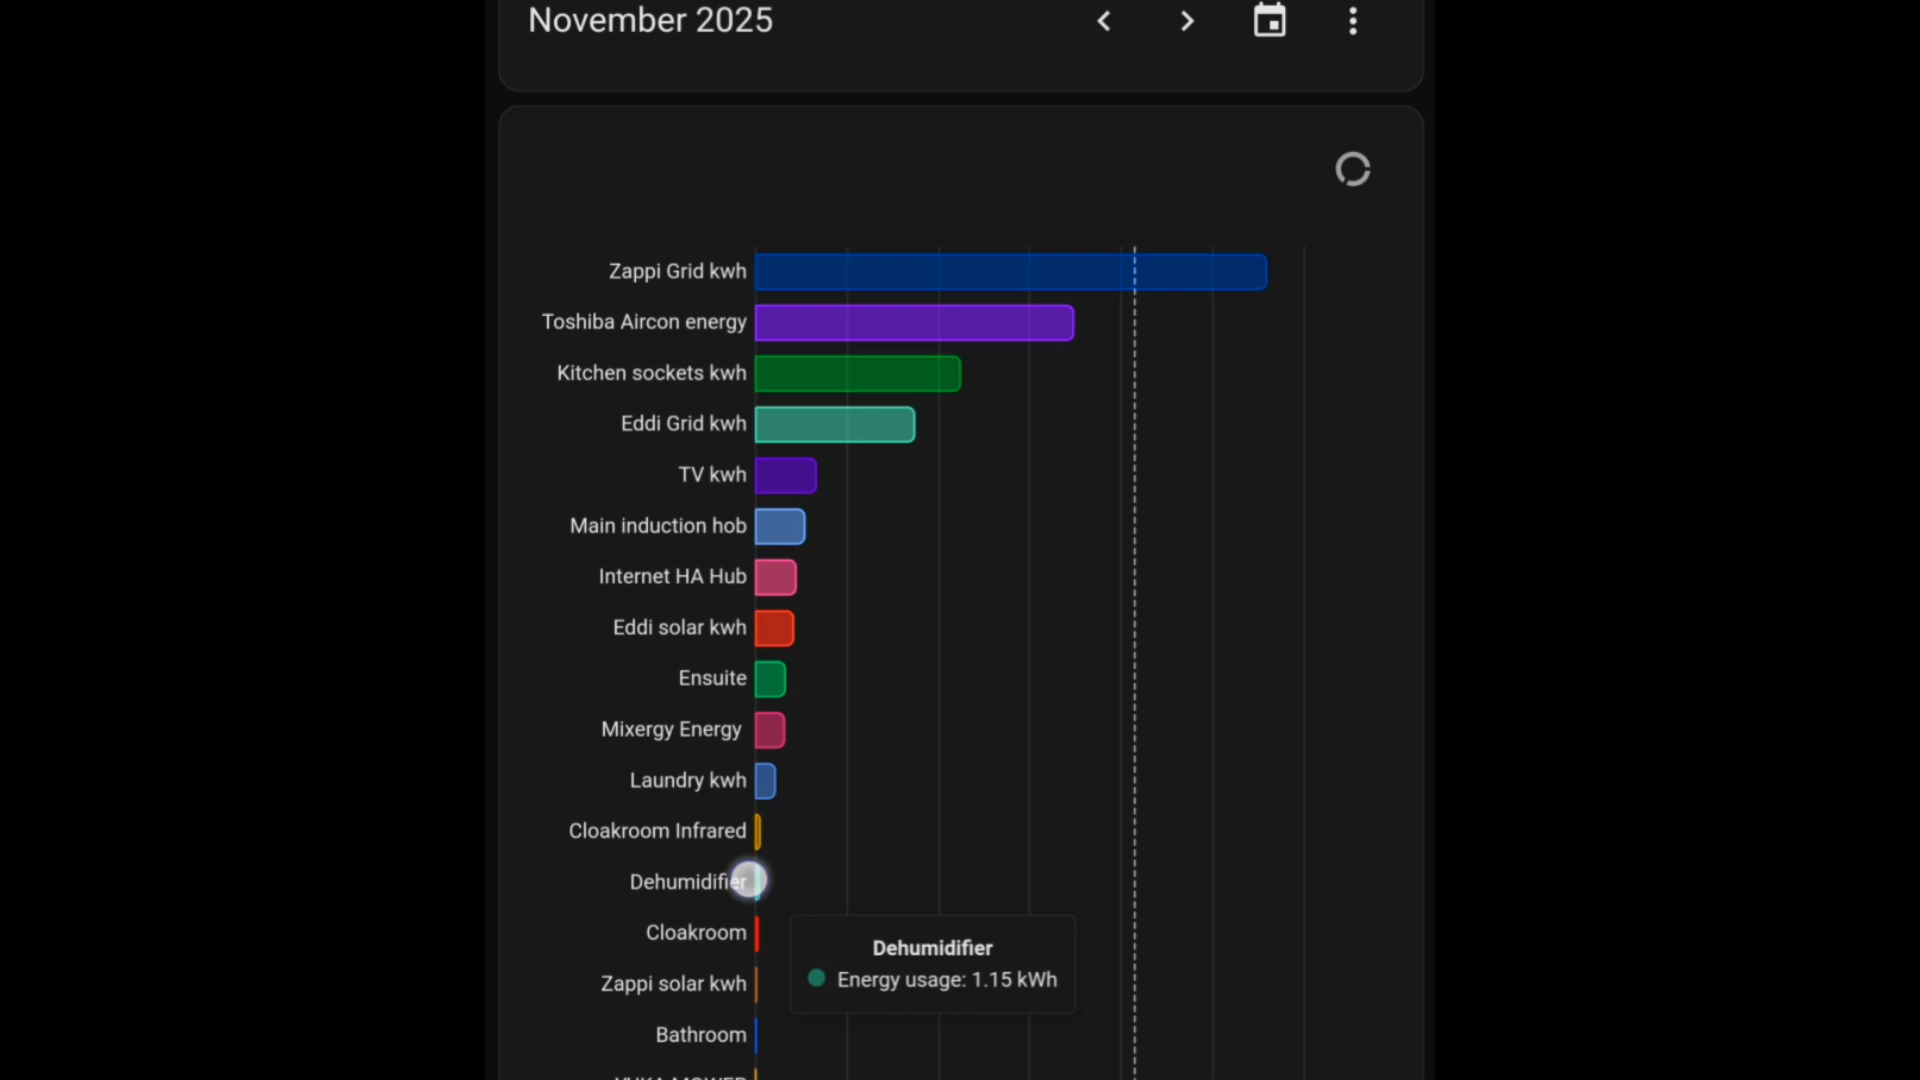 November 2025
Zappi Grid kwh
Toshiba Aircon energy
Kitchen sockets kwh
Eddi Grid kwh
TV kwh
Main induction hob
Internet HA Hub
Eddi solar kwh
Ensuite
Mixergy Energy
Laundry kwh
Cloakroom Infrared
Dehumidifier
Cloakroom
Dehumidifier
Energy usage: 1.15 kWh
Zappi solar kwh
Bathroom
YUKA MOWER